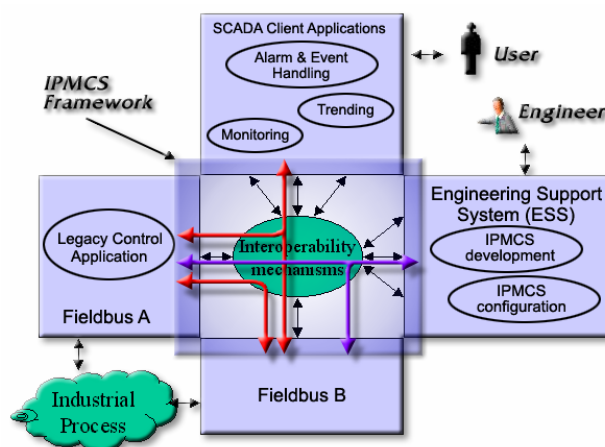 SCADA Client Applications
Alarm & Event
Handling
Trending
Monitoring
User
IPMCS
Framework
Engineer
Legacy Control
Application
Fieldbus A
Interoperability
mechanisms
Engineering Support
System (ESS)
IPMCS
development
IPMCS
configuration
Industrial
Process
Fieldbus B